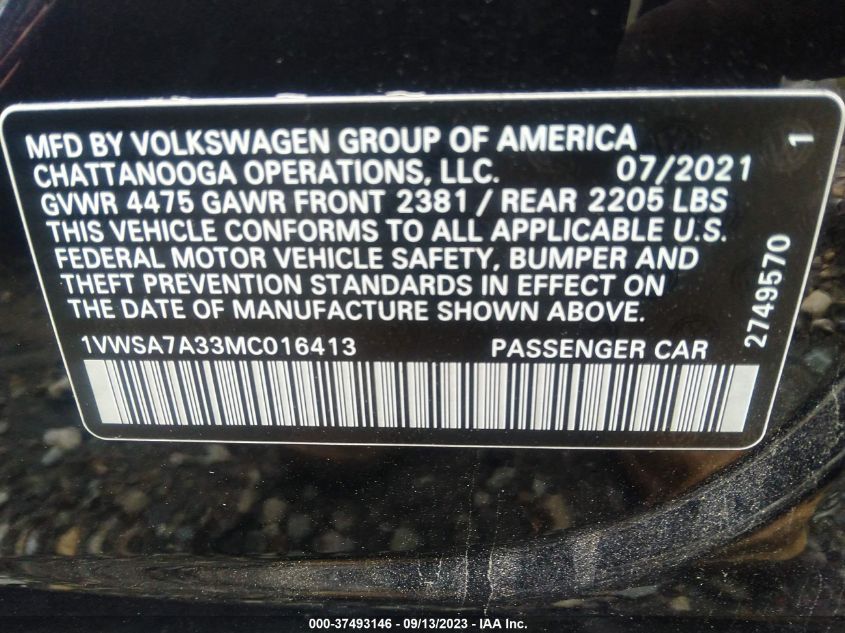 MFD BY VOLKSWAGEN GROUP OF AMERICA
CHATTANOOGA OPERATIONS, LLC. 07/2021
GVWR 4475 GAWR FRONT 2381 / REAR 2205 LBS
THIS VEHICLE CONFORMS TO ALL APPLICABLE U.S.
FEDERAL MOTOR VEHICLE SAFETY, BUMPER AND
THEFT PREVENTION STANDARDS IN EFFECT ON
THE DATE OF MANUFACTURE SHOWN ABOVE.
1VWSA7A33MC016413 PASSENGER CAR
2749570 1
000-37493146 - 09/13/2023 - IAA Inc.